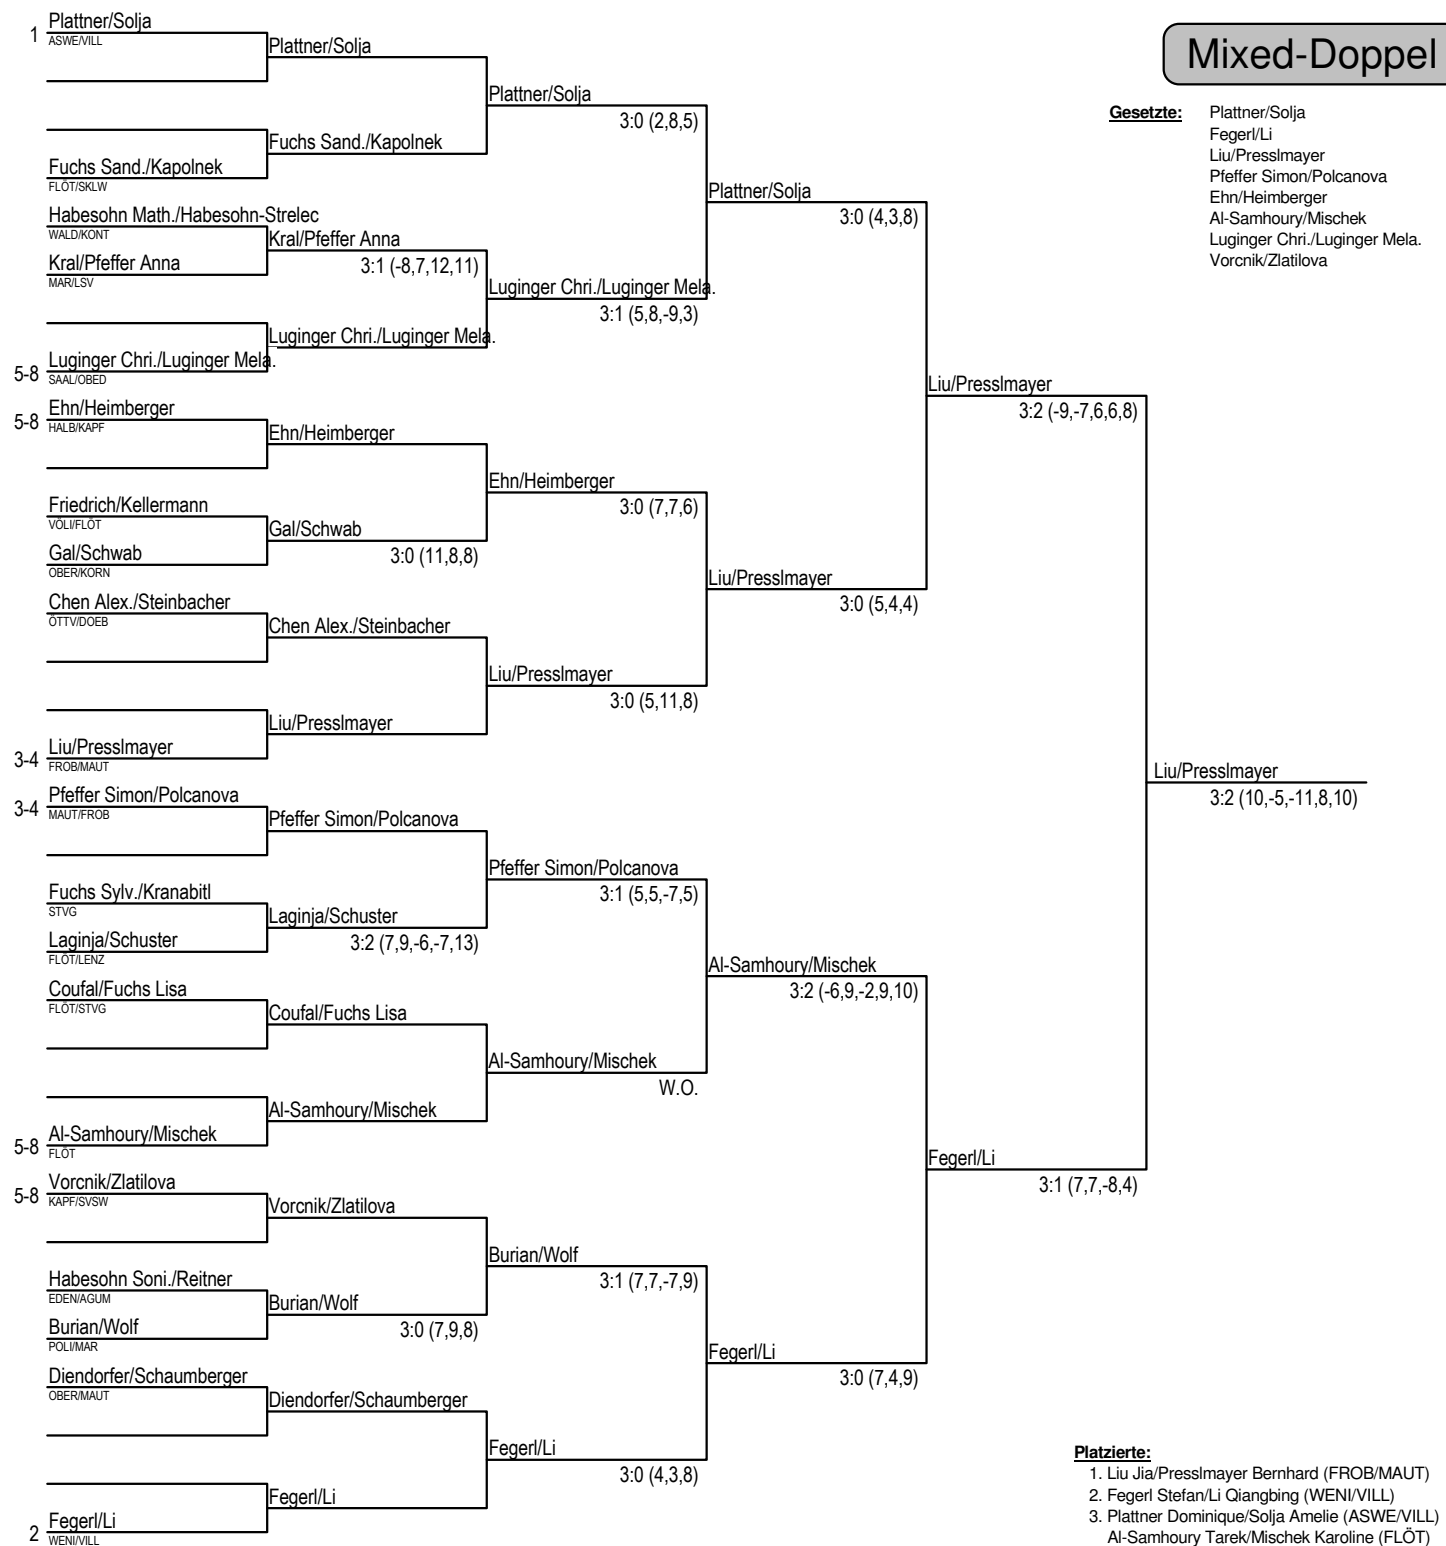 Mixed-Doppel
Gesetzte: Plattner/Solja
Fegerl/Li
Liu/Presslmayer
Pfeffer Simon/Polcanova
Ehn/Heimberger
Al-Samhoury/Mischek
Luginger Chri./Luginger Mela.
Vorcnik/Zlatilova
1 Plattner/Solja
ASWE/VILL
Fuchs Sand./Kapolnek
FLÖT/SKLW
Habesohn Math./Habesohn-Strelec
WALD/KONT
Kral/Pfeffer Anna
MAR/LSV
5-8 Luginger Chri./Luginger Mela.
SAAL/OBED
5-8 Ehn/Heimberger
HALB/KAPF
Friedrich/Kellermann
VÖLI/FLÖT
Gal/Schwab
OBER/KORN
Chen Alex./Steinbacher
ÖTTV/DOEB
3-4 Liu/Presslmayer
FROB/MAUT
3-4 Pfeffer Simon/Polcanova
MAUT/FROB
Fuchs Sylv./Kranabitl
STVG
Laginja/Schuster
FLÖT/LENZ
Coufal/Fuchs Lisa
FLÖT/STVG
5-8 Al-Samhoury/Mischek
FLÖT
5-8 Vorcnik/Zlatilova
KAPF/SVSW
Habesohn Soni./Reitner
EDEN/AGUM
Burian/Wolf
POLI/MAR
Diendorfer/Schaumberger
OBER/MAUT
2 Fegerl/Li
WENI/VILL
Plattner/Solja
Fuchs Sand./Kapolnek
Kral/Pfeffer Anna
3:1 (-8,7,12,11)
Luginger Chri./Luginger Mela.
Ehn/Heimberger
Gal/Schwab
3:0 (11,8,8)
Chen Alex./Steinbacher
Liu/Presslmayer
Pfeffer Simon/Polcanova
Laginja/Schuster
3:2 (7,9,-6,-7,13)
Coufal/Fuchs Lisa
Al-Samhoury/Mischek
Vorcnik/Zlatilova
Burian/Wolf
3:0 (7,9,8)
Diendorfer/Schaumberger
Fegerl/Li
Plattner/Solja
3:0 (2,8,5)
Luginger Chri./Luginger Mela.
3:1 (5,8,-9,3)
Ehn/Heimberger
3:0 (7,7,6)
Liu/Presslmayer
3:0 (5,11,8)
Pfeffer Simon/Polcanova
3:1 (5,5,-7,5)
Al-Samhoury/Mischek
W.O.
Burian/Wolf
3:1 (7,7,-7,9)
Fegerl/Li
3:0 (4,3,8)
Plattner/Solja
3:0 (4,3,8)
Liu/Presslmayer
3:0 (5,4,4)
Al-Samhoury/Mischek
3:2 (-6,9,-2,9,10)
Fegerl/Li
3:0 (7,4,9)
Liu/Presslmayer
3:2 (-9,-7,6,6,8)
Fegerl/Li
3:1 (7,7,-8,4)
Liu/Presslmayer
3:2 (10,-5,-11,8,10)
Platzierte:
1. Liu Jia/Presslmayer Bernhard (FROB/MAUT)
2. Fegerl Stefan/Li Qiangbing (WENI/VILL)
3. Plattner Dominique/Solja Amelie (ASWE/VILL)
Al-Samhoury Tarek/Mischek Karoline (FLÖT)